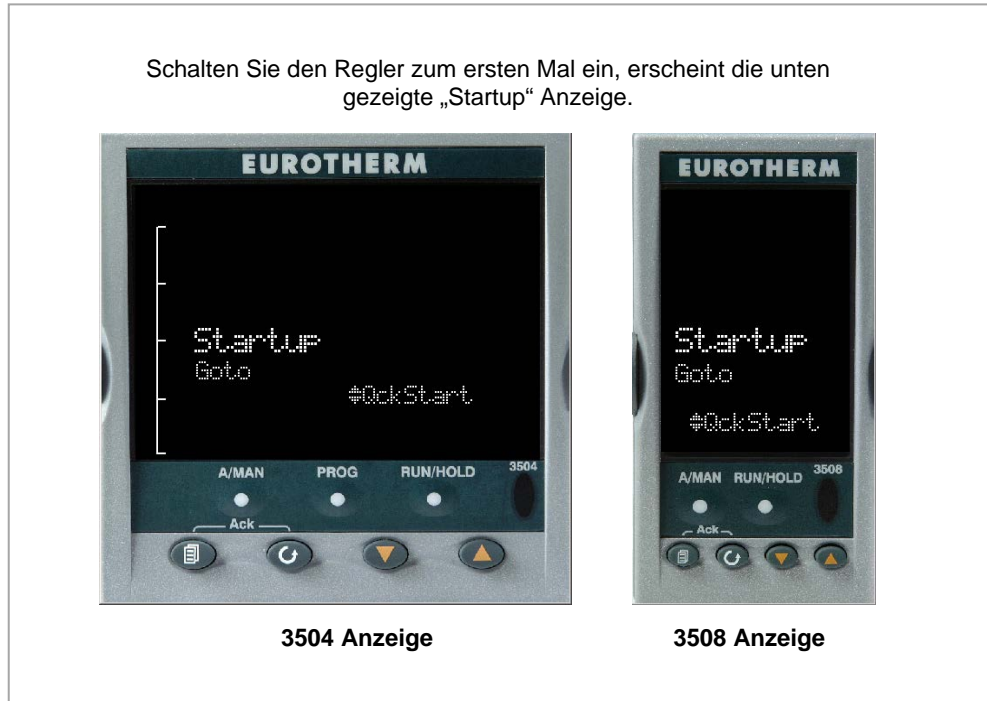 Schalten Sie den Regler zum ersten Mal ein, erscheint die unten
gezeigte „Startup“ Anzeige.
EUROTHERM
Startup
Goto
QckStart
A/MAN PROG RUN/HOLD 3504
Ack
3504 Anzeige
EUROTHERM
Startup
Goto
QckStart
A/MAN RUN/HOLD 3508
Ack
3508 Anzeige